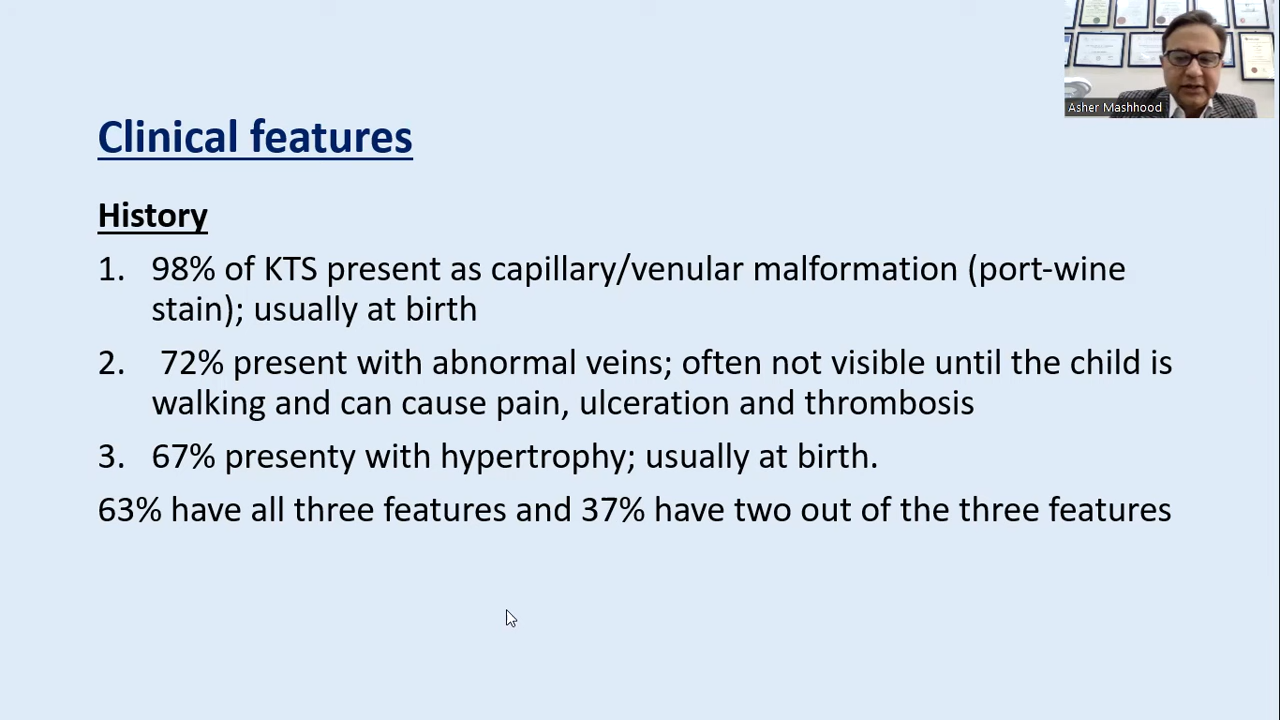 Asher Mashhood
Clinical features
History
1. 98% of KTS present as capillary/venular malformation (port-wine
stain); usually at birth
2. 72% present with abnormal veins; often not visible until the child is
walking and can cause pain, ulceration and thrombosis
3. 67% presenty with hypertrophy; usually at birth.
63% have all three features and 37% have two out of the three features